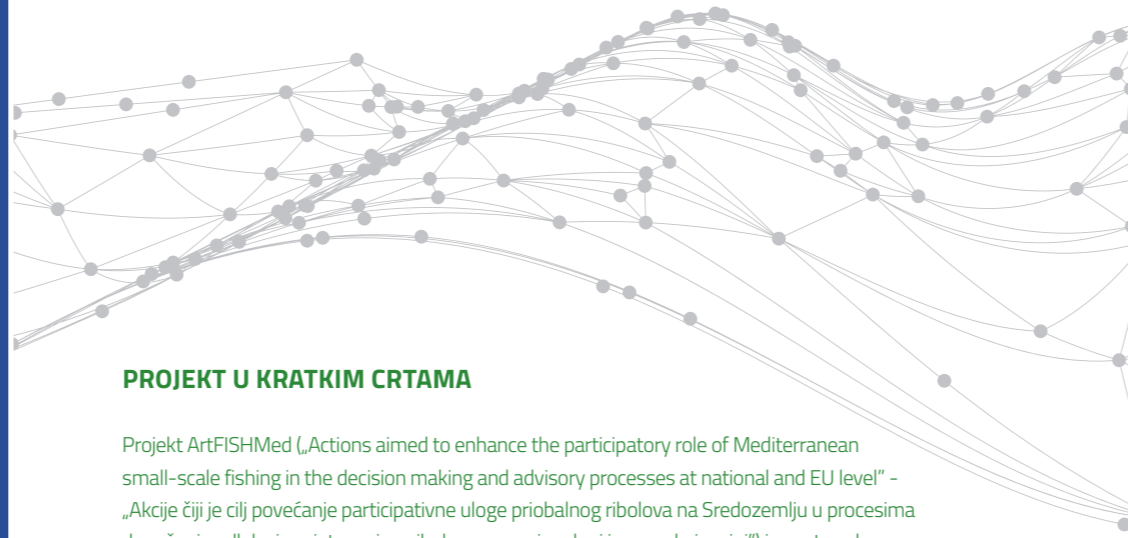 PROJEKT U KRATKIM CRTAMA
Projekt ArtFISHMed („Actions aimed to enhance the participatory role of Mediterranean
small-scale fishing in the decision making and advisory processes at national and EU level” -
„Akcije čiji je cilj povećanje participativne uloge priobalnog ribolova na Sredozemlju u procesima